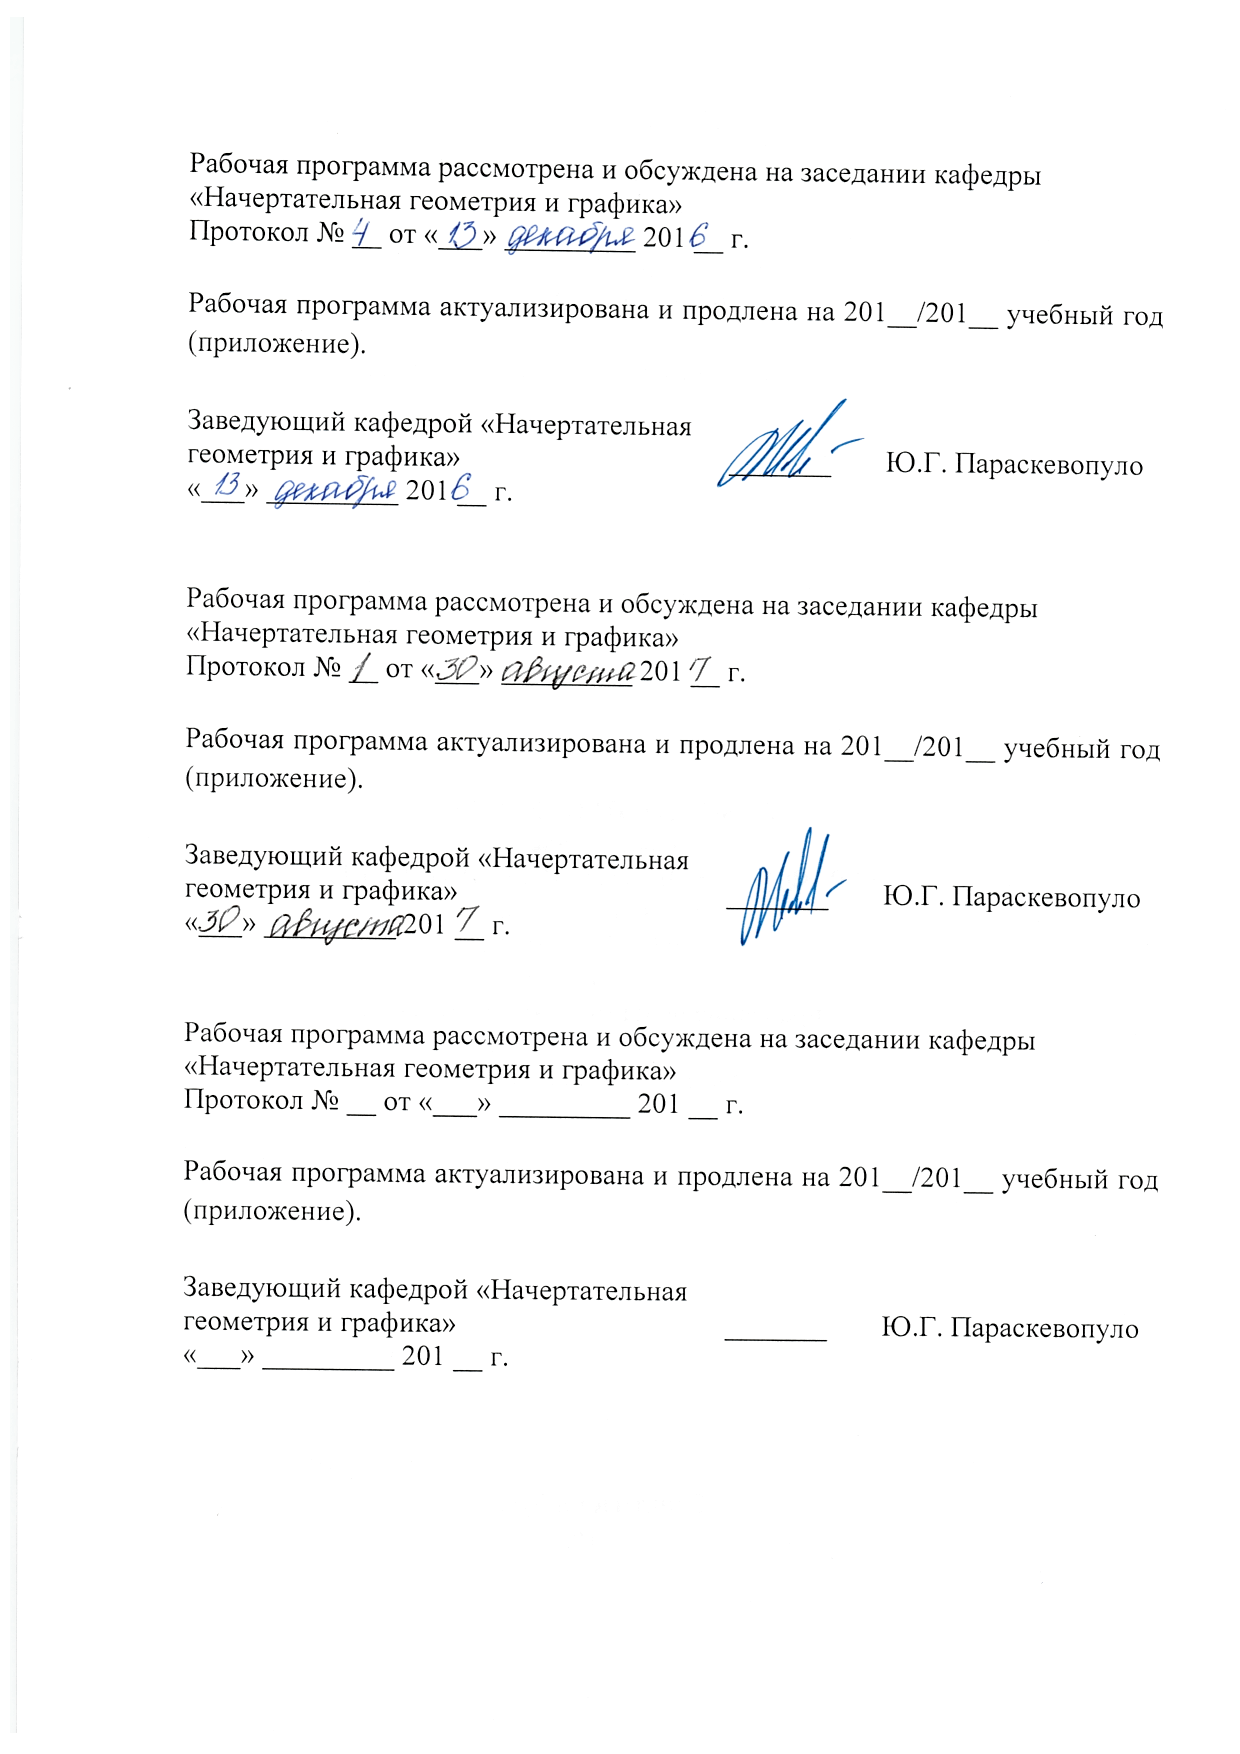 Рабочая программа рассмотрена и обсуждена на заседании кафедры
«Начертательная геометрия и графика»
Протокол № 4 от «13» декабря 2016 г.
Рабочая программа актуализирована и продлена на 201__/201__ учебный год
(приложение).
Заведующий кафедрой «Начертательная
геометрия и графика» Ю.Г. Параскевопуло
«13» декабря 2016 г.
Рабочая программа рассмотрена и обсуждена на заседании кафедры
«Начертательная геометрия и графика»
Протокол № 1 от «30» августа 2017 г.
Рабочая программа актуализирована и продлена на 201__/201__ учебный год
(приложение).
Заведующий кафедрой «Начертательная
геометрия и графика» Ю.Г. Параскевопуло
«30» августа 2017 г.
Рабочая программа рассмотрена и обсуждена на заседании кафедры
«Начертательная геометрия и графика»
Протокол № __ от «___» _________ 201 __ г.
Рабочая программа актуализирована и продлена на 201__/201__ учебный год
(приложение).
Заведующий кафедрой «Начертательная
геометрия и графика» _______ Ю.Г. Параскевопуло
«___» _________ 201 __ г.